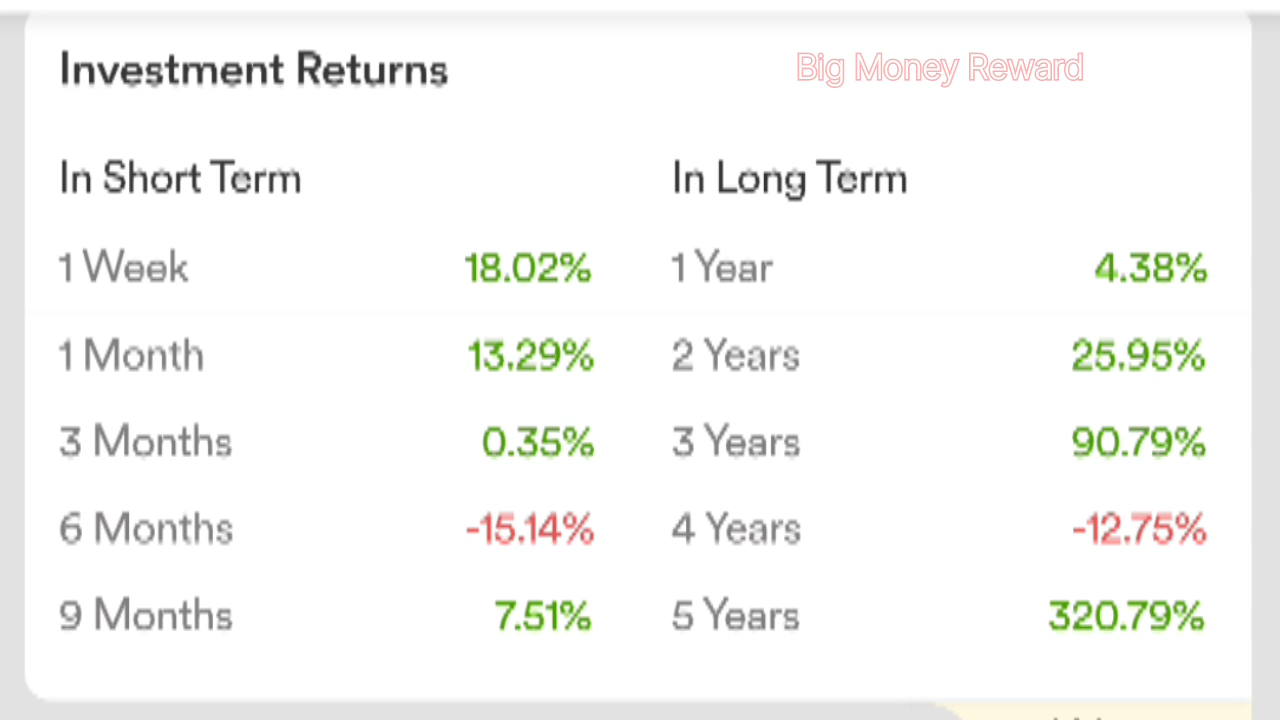 Investment Returns
Big Money Reward
In Short Term
1 Week 18.02%
1 Month 13.29%
3 Months 0.35%
6 Months -15.14%
9 Months 7.51%
In Long Term
1 Year 4.38%
2 Years 25.95%
3 Years 90.79%
4 Years -12.75%
5 Years 320.79%